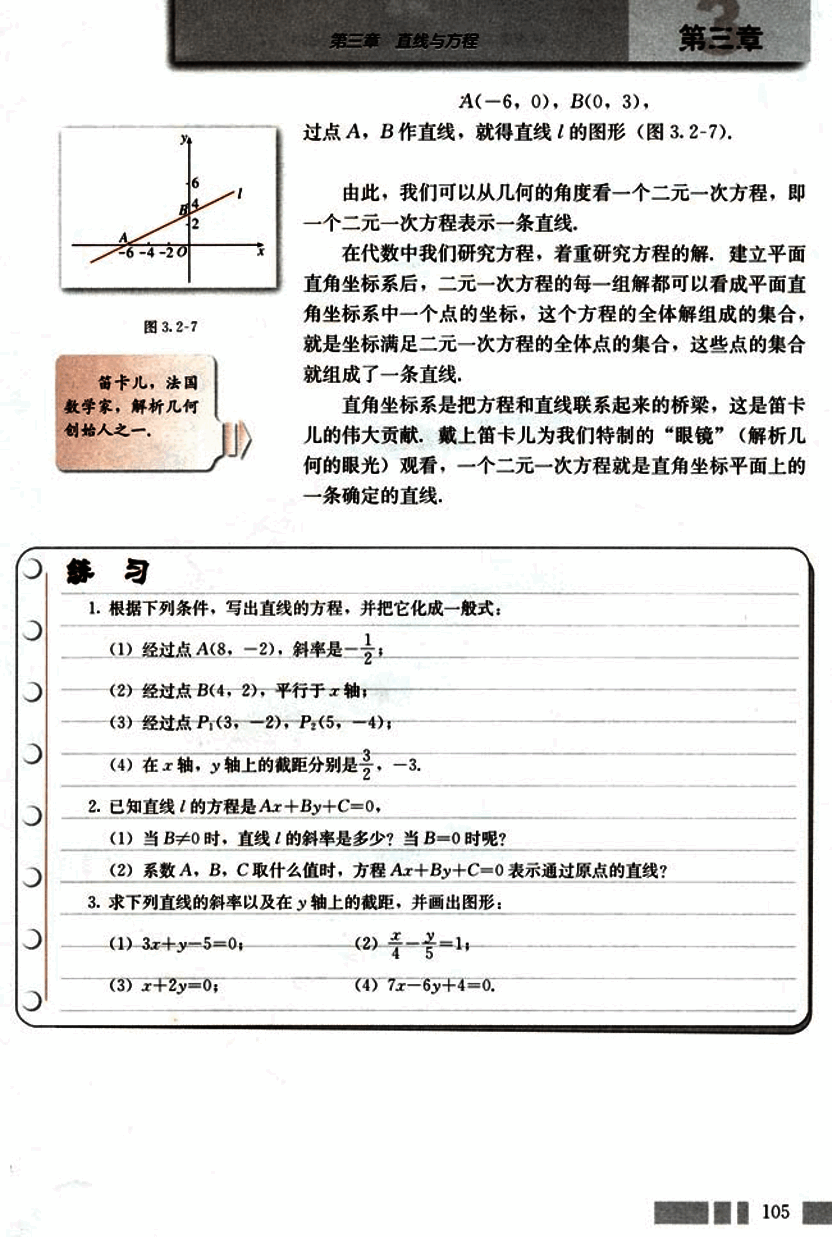 第三章 直线与方程
第三章
A(－6，0)，B(0，3)，
过点 A，B 作直线，就得直线 l 的图形（图 3.2-7）.
y
6
4
2
B
l
A
-6 -4 -2 O
x
图 3.2-7
由此，我们可以从几何的角度看一个二元一次方程，即
一个二元一次方程表示一条直线.
在代数中我们研究方程，着重研究方程的解. 建立平面
直角坐标系后，二元一次方程的每一组解都可以看成平面直
角坐标系中一个点的坐标，这个方程的全体解组成的集合，
就是坐标满足二元一次方程的全体点的集合，这些点的集合
就组成了一条直线.
笛卡儿，法国
数学家，解析几何
创始人之一.
直角坐标系是把方程和直线联系起来的桥梁，这是笛卡
儿的伟大贡献. 戴上笛卡儿为我们特制的“眼镜”（解析几
何的眼光）观看，一个二元一次方程就是直角坐标平面上的
一条确定的直线.
练 习
1. 根据下列条件，写出直线的方程，并把它化成一般式：
(1) 经过点 A(8，－2)，斜率是－1/2；
(2) 经过点 B(4，2)，平行于 x 轴；
(3) 经过点 P₁(3，－2)，P₂(5，－4)；
(4) 在 x 轴，y 轴上的截距分别是3/2，－3.
2. 已知直线 l 的方程是 Ax＋By＋C＝0，
(1) 当 B≠0 时，直线 l 的斜率是多少？当 B＝0 时呢？
(2) 系数 A，B，C 取什么值时，方程 Ax＋By＋C＝0 表示通过原点的直线？
3. 求下列直线的斜率以及在 y 轴上的截距，并画出图形：
(1) 3x＋y－5＝0； (2) x/4－y/5＝1；
(3) x＋2y＝0； (4) 7x－6y＋4＝0.
105